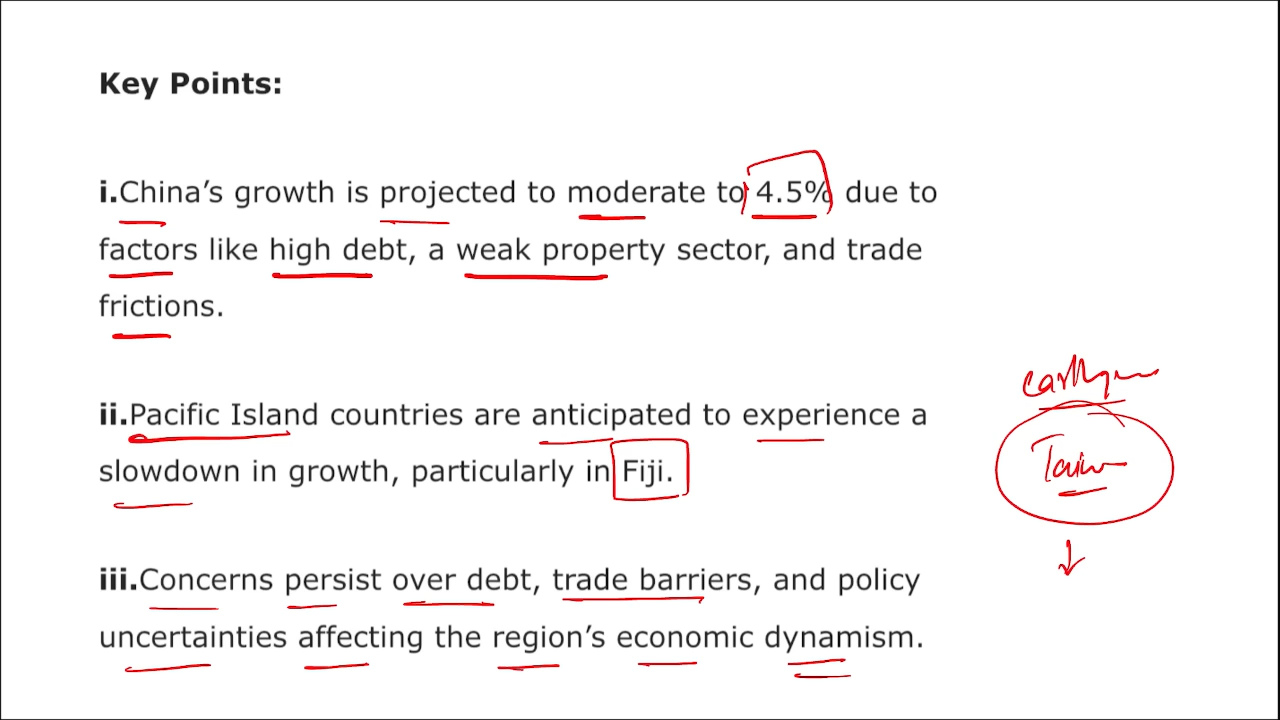 Key Points:
i.China’s growth is projected to moderate to 4.5% due to
factors like high debt, a weak property sector, and trade
frictions.
ii.Pacific Island countries are anticipated to experience a
slowdown in growth, particularly in Fiji.
iii.Concerns persist over debt, trade barriers, and policy
uncertainties affecting the region’s economic dynamism.